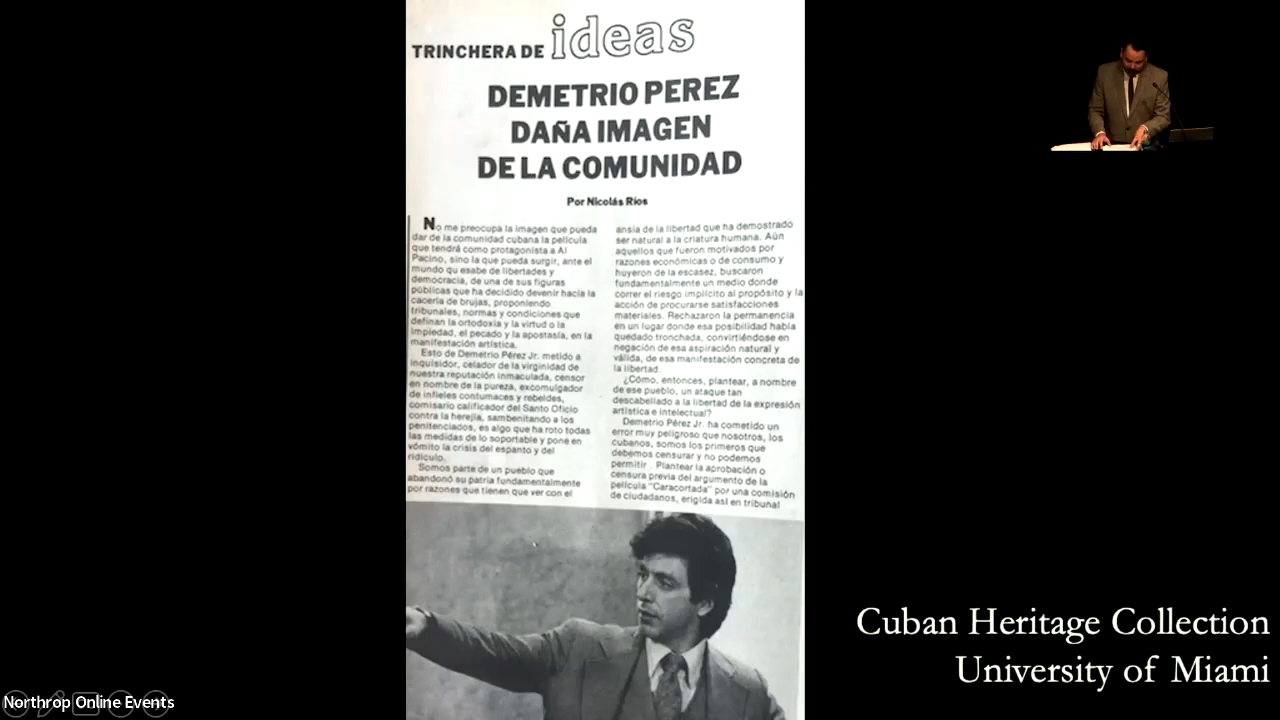 TRINCHERA DE ideas
DEMETRIO PEREZ
DAÑA IMAGEN
DE LA COMUNIDAD
Por Nicolás Ríos
No me preocupa la imagen que pueda
dar de la comunidad cubana la película
que tendrá como protagonista a Al
Pacino, sino la que pueda surgir, ante el
mundo qu esabe de libertades y
democracia, de una de sus figuras
públicas que ha decidido devenir hacia la
cacería de brujas, proponiendo
tribunales, normas y condiciones que
definan la ortodoxia y la virtud o la
impiedad, el pecado y la apostasía, en la
manifestación artística.
Esto de Demetrio Pérez Jr. metido a
inquisidor, celador de la virginidad de
nuestra reputación inmaculada, censor
en nombre de la pureza, excomulgador
de infieles contumaces y rebeldes,
comisario calificador del Santo Oficio
contra la herejía, sambenitando a los
penitenciados, es algo que ha roto todas
las medidas de lo soportable y pone en
vómito la crisis del espanto y del
ridículo.
Somos parte de un pueblo que
abandonó su patria fundamentalmente
por razones que tienen que ver con el
ansia de la libertad que ha demostrado
ser natural a la criatura humana. Aún
aquellos que fueron motivados por
razones económicas o de consumo y
huyeron de la escasez, buscaron
fundamentalmente un medio donde
correr el riesgo implícito al propósito y la
acción de procurarse satisfacciones
materiales. Rechazaron la permanencia
en un lugar donde esa posibilidad había
quedado tronchada, convirtiéndose en
negación de esa aspiración natural y
válida, de esa manifestación concreta de
la libertad.
¿Cómo, entonces, plantear, a nombre
de ese pueblo, un ataque tan
descabellado a la libertad de la expresión
artística e intelectual?
Demetrio Pérez Jr. ha cometido un
error muy peligroso que nosotros, los
cubanos, somos los primeros que
debemos censurar y no podemos
permitir. Plantear la aprobación o
censura previa del argumento de la
película "Caracortada" por una comisión
de ciudadanos, erigida así en tribunal
Cuban Heritage Collection
University of Miami
Northrop Online Events